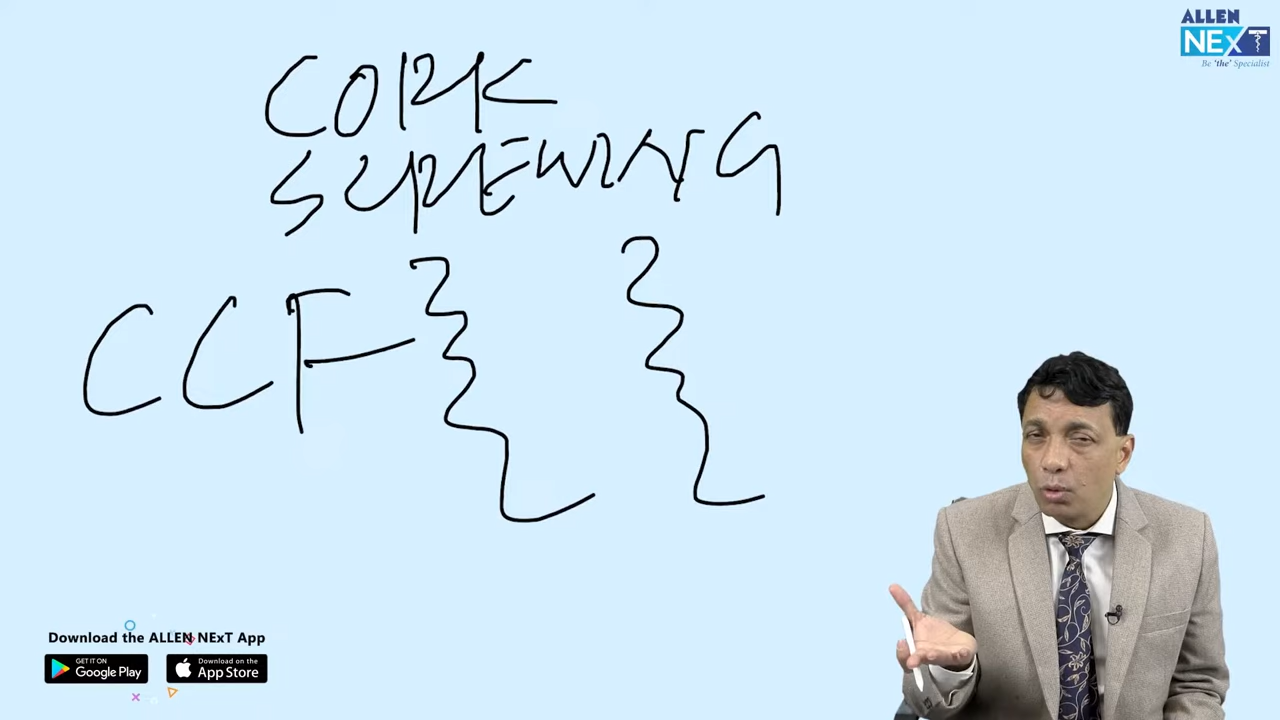 ALLEN
NExT
Be 'the' Specialist
CORK
SCREWING
CCF
Download the ALLEN NExT App
GET IT ON
Google Play
Download on the
App Store